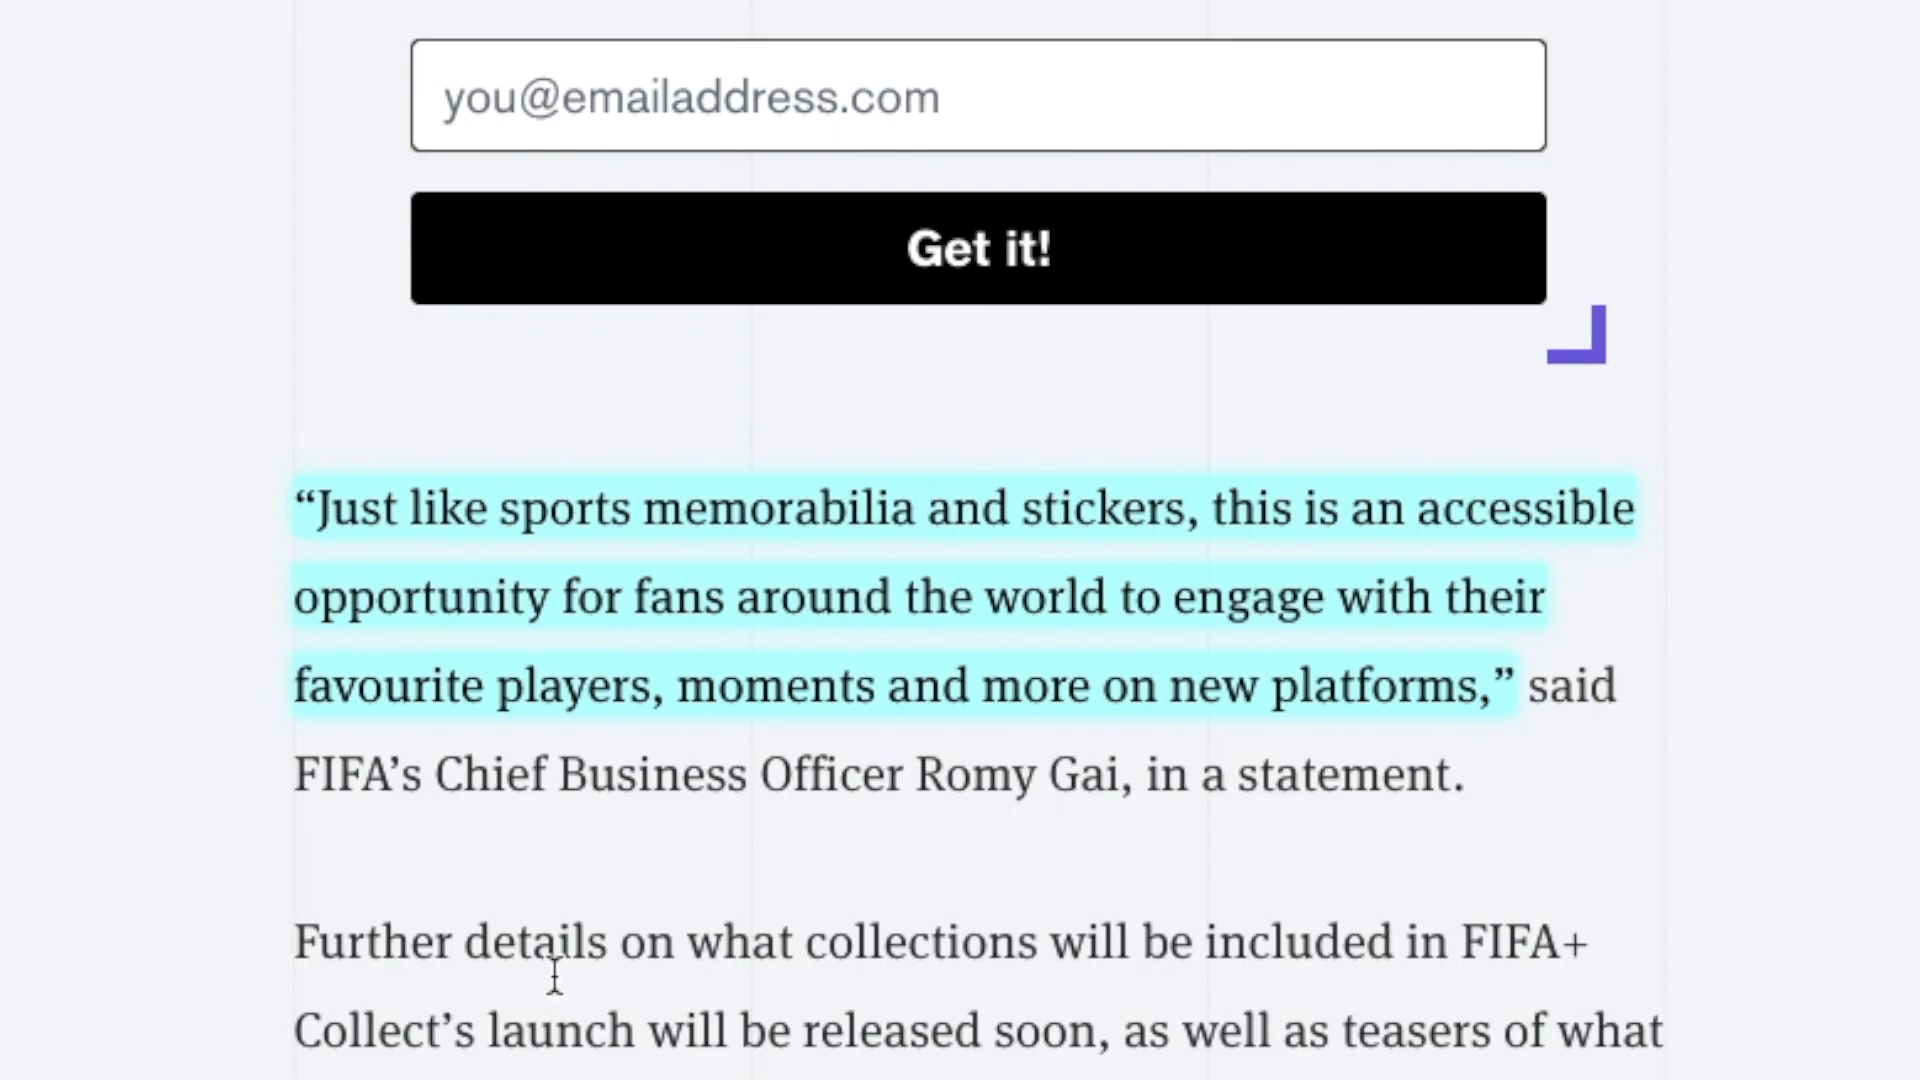 you@emailaddress.com
Get it!
“Just like sports memorabilia and stickers, this is an accessible
opportunity for fans around the world to engage with their
favourite players, moments and more on new platforms,” said
FIFA’s Chief Business Officer Romy Gai, in a statement.
Further details on what collections will be included in FIFA+
Collect’s launch will be released soon, as well as teasers of what